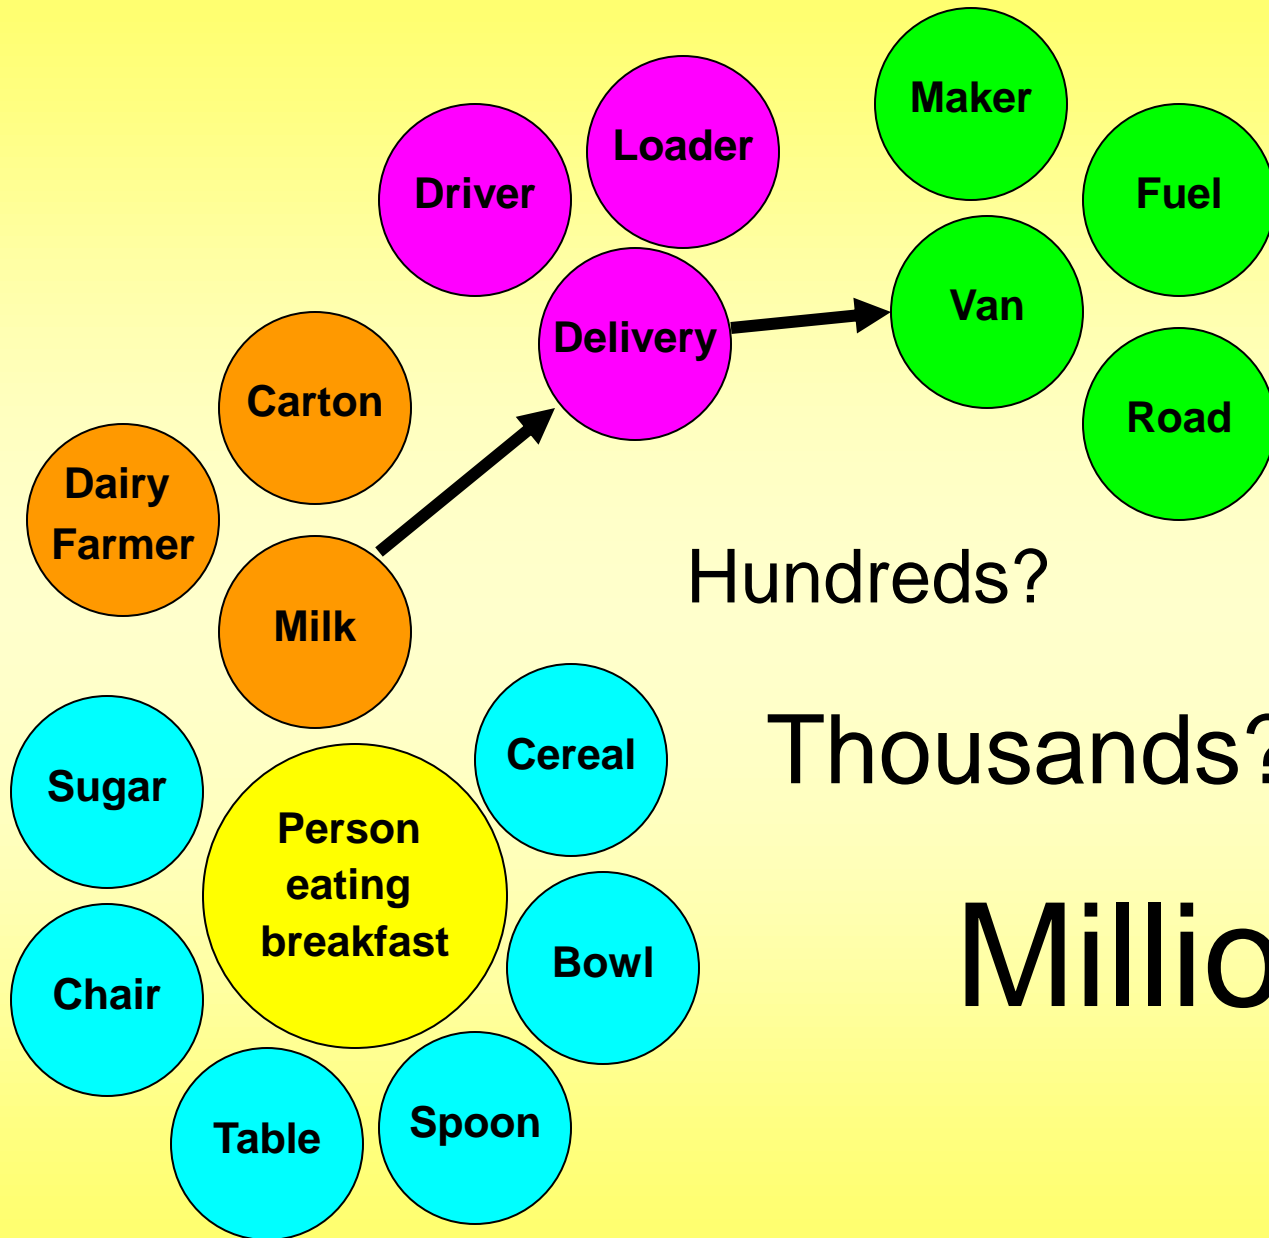 Maker
Loader
Driver
Fuel
Van
Delivery
Carton
Road
Dairy
Farmer
Hundreds?
Milk
Thousands?
Cereal
Sugar
Person
eating
breakfast
Millio
Bowl
Chair
Spoon
Table